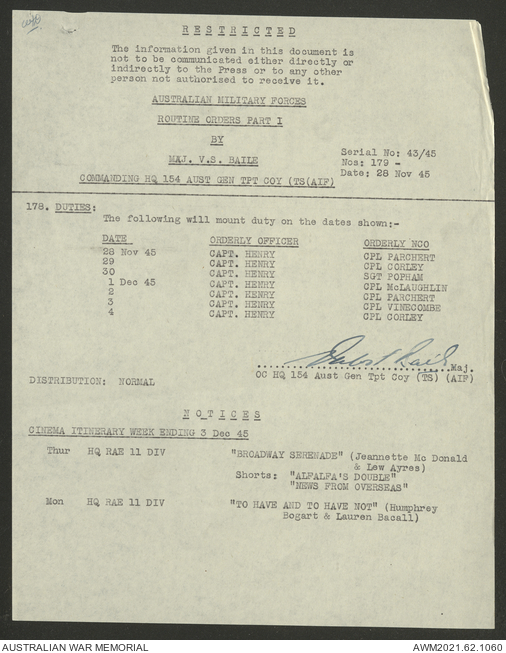 R E S T R I C T E D
The information given in this document is
not to be communicated either directly or
indirectly to the Press or to any other
person not authorised to receive it.
AUSTRALIAN MILITARY FORCES
ROUTINE ORDERS PART I
BY
MAJ. V.S. BAILE
COMMANDING HQ 154 AUST GEN TPT COY (TS(AIF)
Serial No: 43/45
Nos: 179 -
Date: 28 Nov 45
178. DUTIES:
The following will mount duty on the dates shown:-
DATE ORDERLY OFFICER ORDERLY NCO
28 Nov 45 CAPT. HENRY CPL PARCHERT
29 CAPT. HENRY CPL CORLEY
30 CAPT. HENRY SGT POPHAM
1 Dec 45 CAPT. HENRY CPL McLAUGHLIN
2 CAPT. HENRY CPL PARCHERT
3 CAPT. HENRY CPL VINECOMBE
4 CAPT. HENRY CPL CORLEY
Maj.
OC HQ 154 Aust Gen Tpt Coy (TS) (AIF)
DISTRIBUTION: NORMAL
N O T I C E S
CINEMA ITINERARY WEEK ENDING 3 Dec 45
Thur HQ RAE 11 DIV "BROADWAY SERENADE" (Jeannette Mc Donald
& Lew Ayres)
Shorts: "ALFALFA'S DOUBLE"
"NEWS FROM OVERSEAS"
Mon HQ RAE 11 DIV "TO HAVE AND TO HAVE NOT" (Humphrey
Bogart & Lauren Bacall)
AUSTRALIAN WAR MEMORIAL AWM2021.62.1060